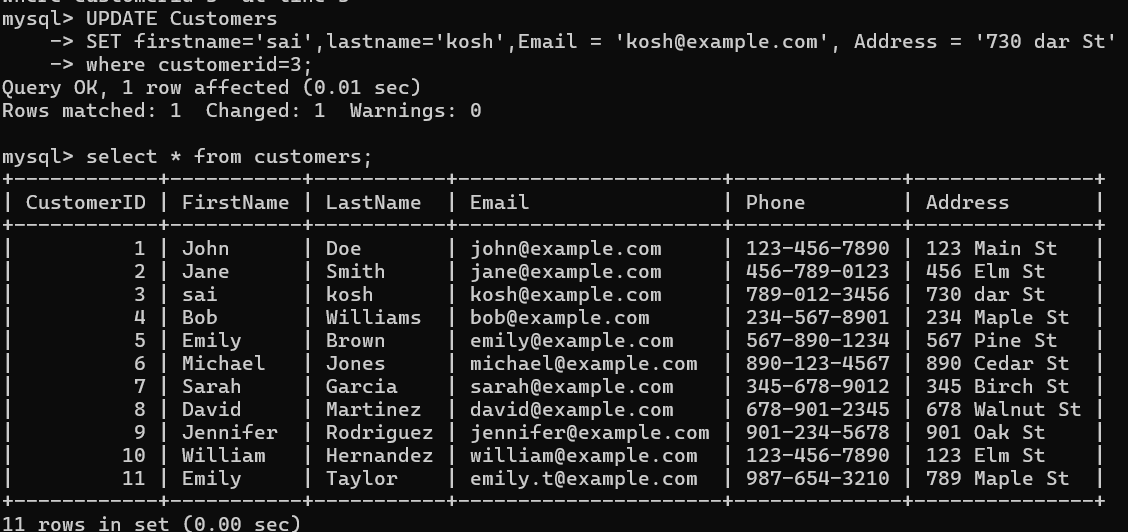 where customerid=3' at line 3
mysql> UPDATE Customers
    -> SET firstname='sai',lastname='kosh',Email = 'kosh@example.com', Address = '730 dar St'
    -> where customerid=3;
Query OK, 1 row affected (0.01 sec)
Rows matched: 1  Changed: 1  Warnings: 0

mysql> select * from customers;
+------------+-----------+-----------+----------------------+--------------+---------------+
| CustomerID | FirstName | LastName  | Email                | Phone        | Address       |
+------------+-----------+-----------+----------------------+--------------+---------------+
|          1 | John      | Doe       | john@example.com     | 123-456-7890 | 123 Main St   |
|          2 | Jane      | Smith     | jane@example.com     | 456-789-0123 | 456 Elm St    |
|          3 | sai       | kosh      | kosh@example.com     | 789-012-3456 | 730 dar St    |
|          4 | Bob       | Williams  | bob@example.com      | 234-567-8901 | 234 Maple St  |
|          5 | Emily     | Brown     | emily@example.com    | 567-890-1234 | 567 Pine St   |
|          6 | Michael   | Jones     | michael@example.com  | 890-123-4567 | 890 Cedar St  |
|          7 | Sarah     | Garcia    | sarah@example.com    | 345-678-9012 | 345 Birch St  |
|          8 | David     | Martinez  | david@example.com    | 678-901-2345 | 678 Walnut St |
|          9 | Jennifer  | Rodriguez | jennifer@example.com | 901-234-5678 | 901 Oak St    |
|         10 | William   | Hernandez | william@example.com  | 123-456-7890 | 123 Elm St    |
|         11 | Emily     | Taylor    | emily.t@example.com  | 987-654-3210 | 789 Maple St  |
+------------+-----------+-----------+----------------------+--------------+---------------+
11 rows in set (0.00 sec)